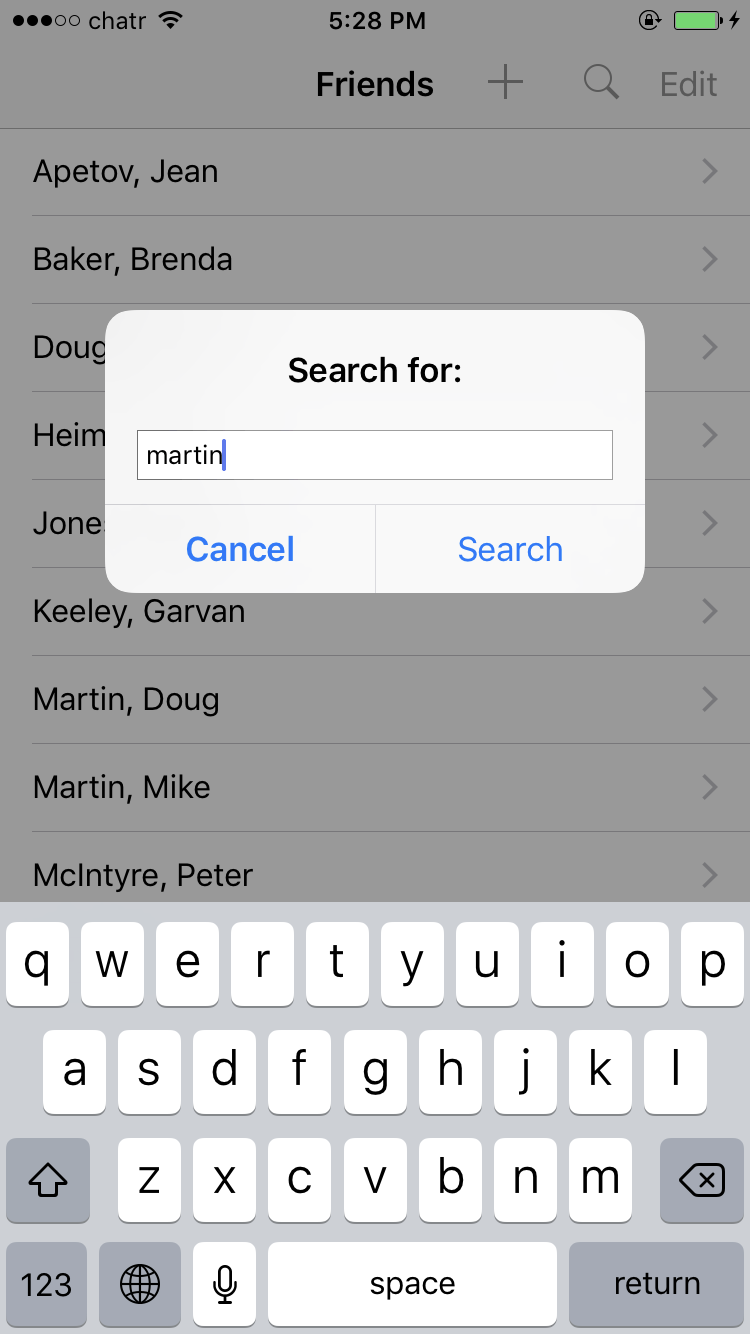 chatr 5:28 PM
Friends Edit
Apetov, Jean
Baker, Brenda
Doug
Heim
Search for:
martin
Jone
Cancel Search
Keeley, Garvan
Martin, Doug
Martin, Mike
McIntyre, Peter
q w e r t y u i o p
a s d f g h j k l
z x c v b n m
123 space return